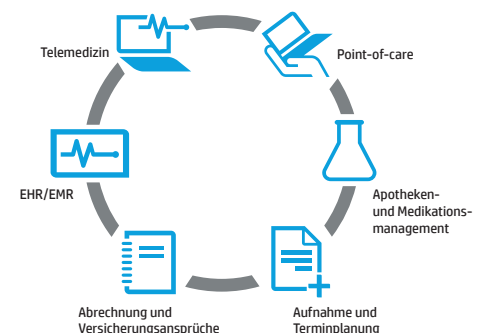 Telemedizin
Point-of-care
EHR/EMR
Apotheken-
und Medikations-
management
Abrechnung und
Versicherungsansprüche
Aufnahme und
Terminplanung